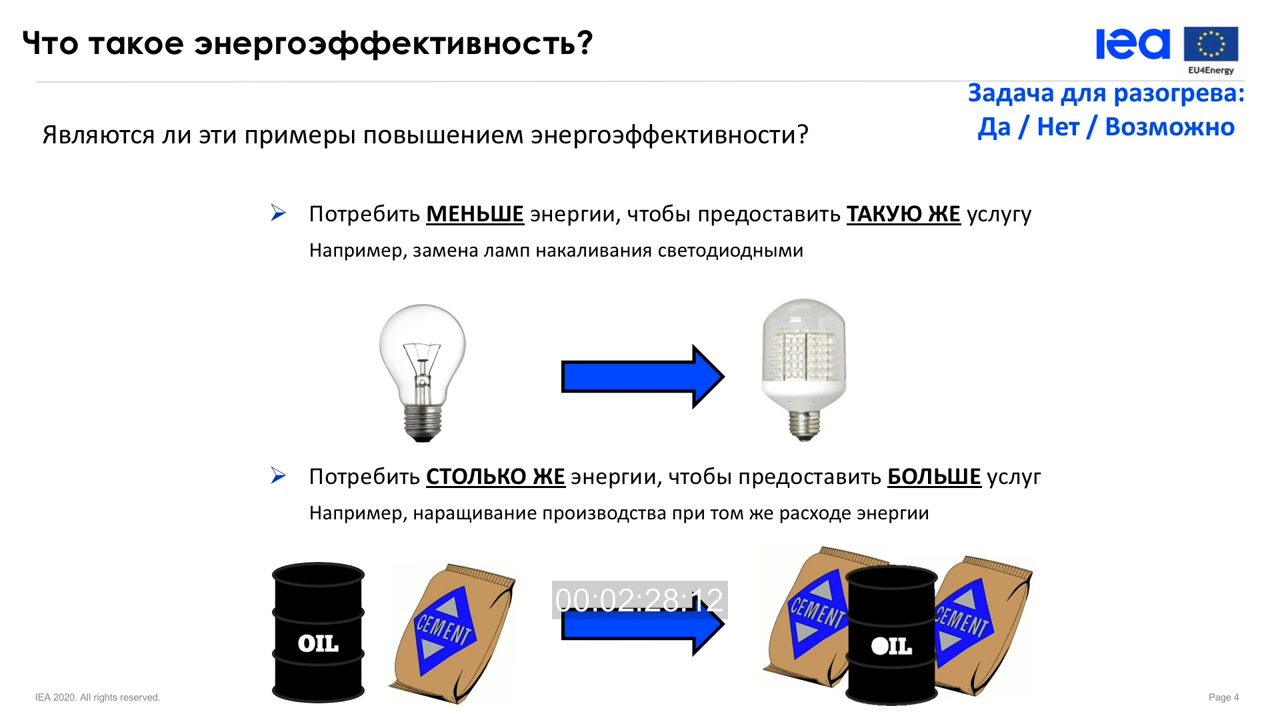 Что такое энергоэффективность?
iea
EU4Energy
Задача для разогрева:
Да / Нет / Возможно
Являются ли эти примеры повышением энергоэффективности?
Потребить МЕНЬШЕ энергии, чтобы предоставить ТАКУЮ ЖЕ услугу
Например, замена ламп накаливания светодиодными
Потребить СТОЛЬКО ЖЕ энергии, чтобы предоставить БОЛЬШЕ услуг
Например, наращивание производства при том же расходе энергии
OIL
CEMENT
00:02:28:12
CEMENT
OIL
CEMENT
IEA 2020. All rights reserved.
Page 4